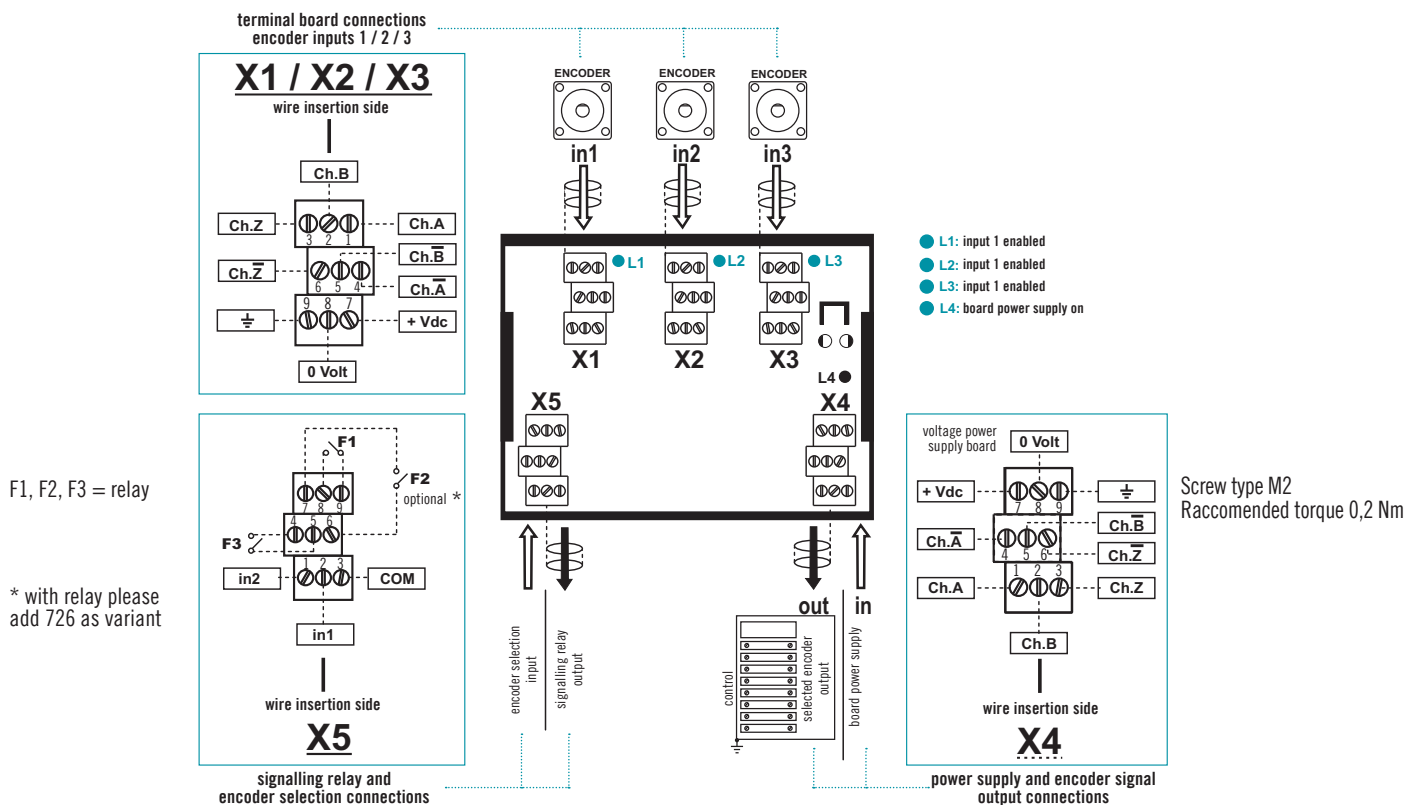 terminal board connections
encoder inputs 1 / 2 / 3
X1 / X2 / X3
wire insertion side
Ch.B
Ch.Z
Ch.A
3 2 1
Ch.B̅
Ch.Z̅
6 5 4
Ch.A̅
9 8 7
+ Vdc
0 Volt
ENCODER
ENCODER
ENCODER
in1
in2
in3
L1
L2
L3
X1
X2
X3
L4
X5
X4
L1: input 1 enabled
L2: input 1 enabled
L3: input 1 enabled
L4: board power supply on
F1, F2, F3 = relay
* with relay please
add 726 as variant
F1
F2
optional *
7 8 9
4 5 6
F3
1 2 3
in2
COM
in1
wire insertion side
X5
signalling relay and
encoder selection connections
encoder selection
input
signalling relay
output
out
in
control
selected encoder
output
board power supply
voltage power
supply board
0 Volt
+ Vdc
7 8 9
Ch.B̅
Ch.A̅
4 5 6
Ch.Z̅
1 2 3
Ch.A
Ch.Z
Ch.B
wire insertion side
X4
power supply and encoder signal
output connections
Screw type M2
Raccomended torque 0,2 Nm